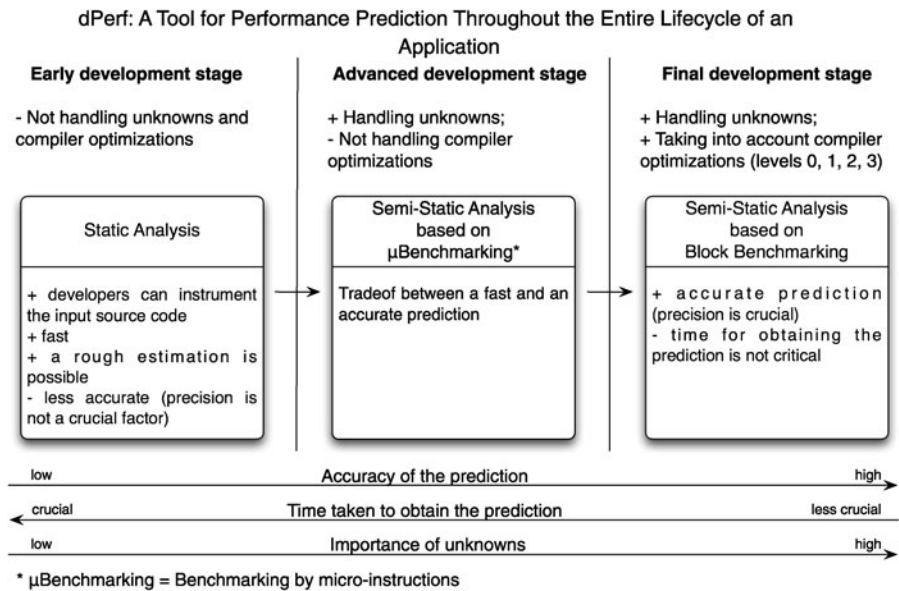 dPerf: A Tool for Performance Prediction Throughout the Entire Lifecycle of an
Application
Early development stage
- Not handling unknowns and
compiler optimizations
Static Analysis
+ developers can instrument
the input source code
+ fast
+ a rough estimation is
possible
- less accurate (precision is
not a crucial factor)
Advanced development stage
+ Handling unknowns;
- Not handling compiler
optimizations
Semi-Static Analysis
based on
µBenchmarking*
Tradeof between a fast and an
accurate prediction
Final development stage
+ Handling unknowns;
+ Taking into account compiler
optimizations (levels 0, 1, 2, 3)
Semi-Static Analysis
based on
Block Benchmarking
+ accurate prediction
(precision is crucial)
- time for obtaining the
prediction is not critical
low Accuracy of the prediction high
crucial Time taken to obtain the prediction less crucial
low Importance of unknowns high
* µBenchmarking = Benchmarking by micro-instructions